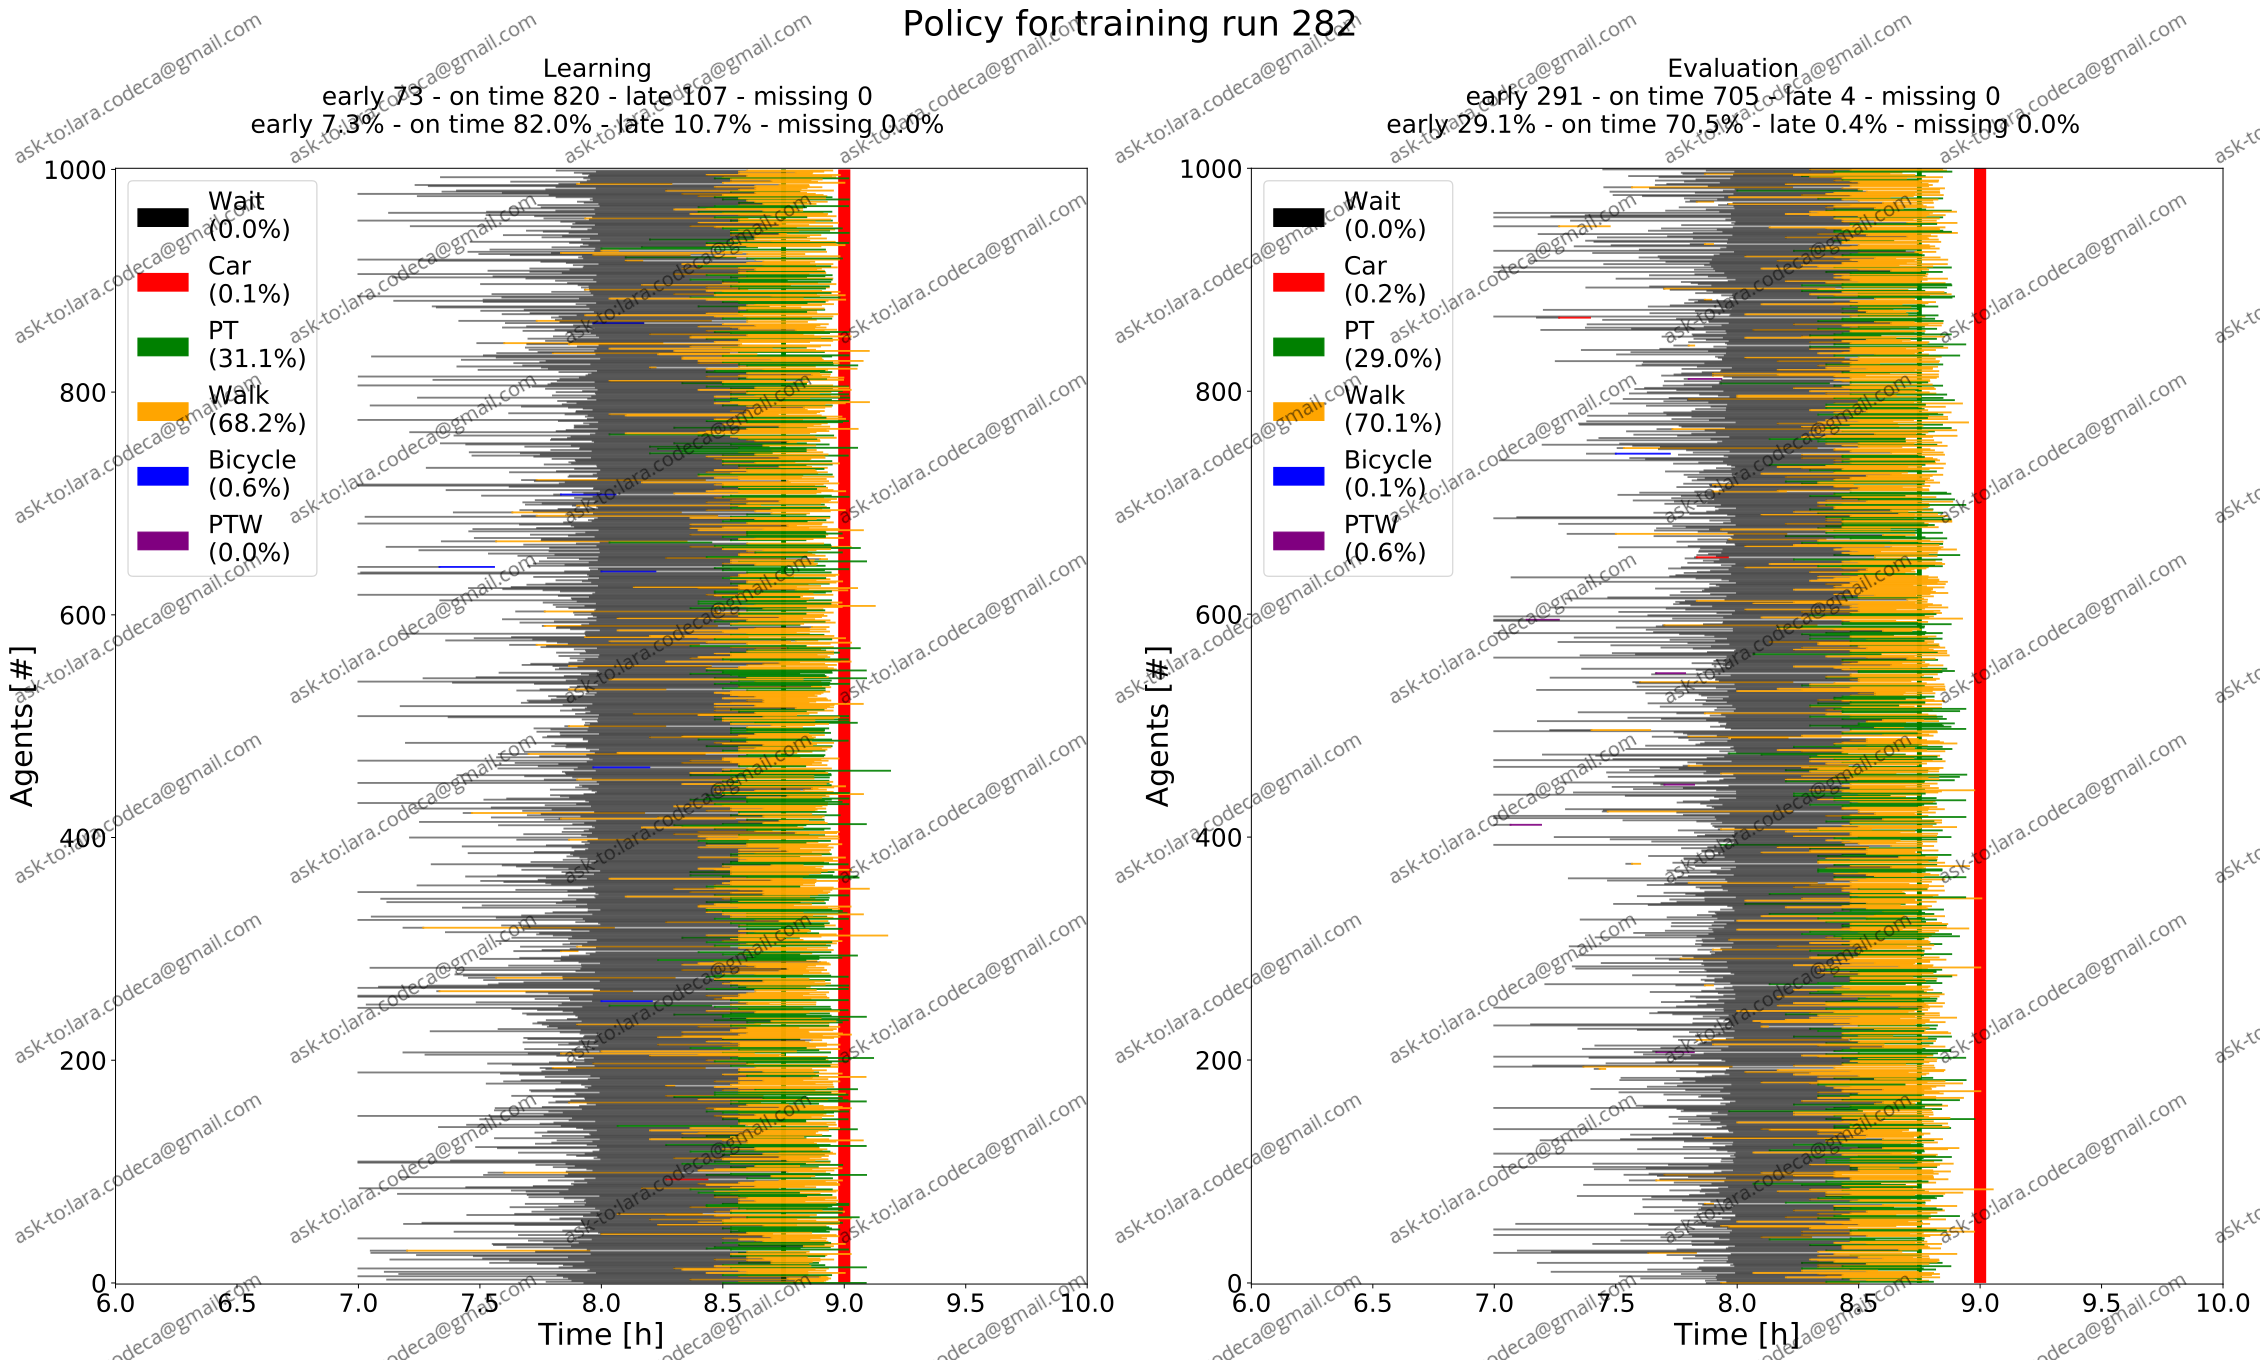 Policy for training run 282
Learning
early 73 - on time 820 - late 107 - missing 0
early 7.3% - on time 82.0% - late 10.7% - missing 0.0%
Agents [#]
1000
800
600
400
200
0
Wait
(0.0%)
Car
(0.1%)
PT
(31.1%)
Walk
(68.2%)
Bicycle
(0.6%)
PTW
(0.0%)
6.0 6.5 7.0 7.5 8.0 8.5 9.0 9.5 10.0
Time [h]
Evaluation
early 291 - on time 705 - late 4 - missing 0
early 29.1% - on time 70.5% - late 0.4% - missing 0.0%
Agents [#]
1000
800
600
400
200
0
Wait
(0.0%)
Car
(0.2%)
PT
(29.0%)
Walk
(70.1%)
Bicycle
(0.1%)
PTW
(0.6%)
6.0 6.5 7.0 7.5 8.0 8.5 9.0 9.5 10.0
Time [h]
ask-to:lara.codeca@gmail.com